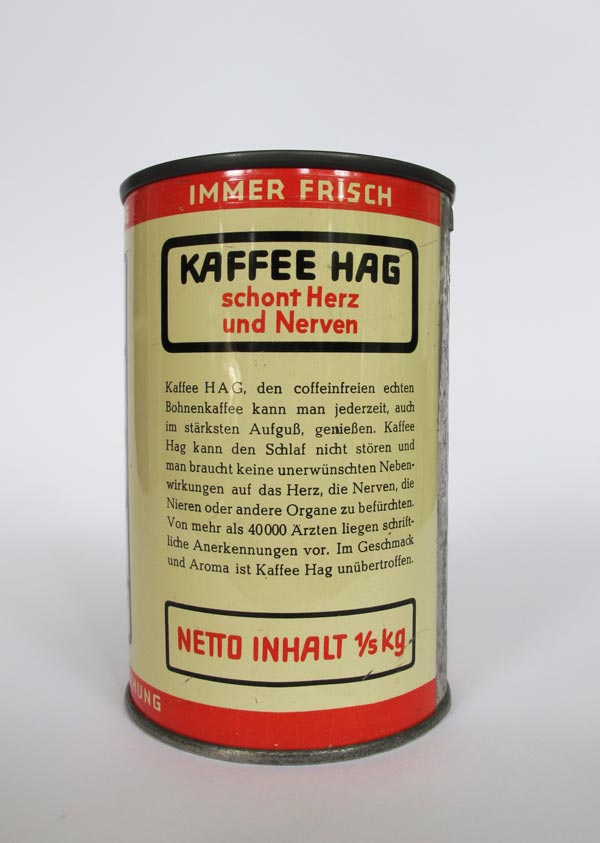 IMMER FRISCH
KAFFEE HAG
schont Herz
und Nerven
Kaffee HAG, den coffeinfreien echten
Bohnenkaffee kann man jederzeit, auch
im stärksten Aufguß, genießen. Kaffee
Hag kann den Schlaf nicht stören und
man braucht keine unerwünschten Neben-
wirkungen auf das Herz, die Nerven, die
Nieren oder andere Organe zu befürchten.
Von mehr als 40000 Ärzten liegen schrift-
liche Anerkennungen vor. Im Geschmack
und Aroma ist Kaffee Hag unübertroffen.
NETTO INHALT 1/5 kg